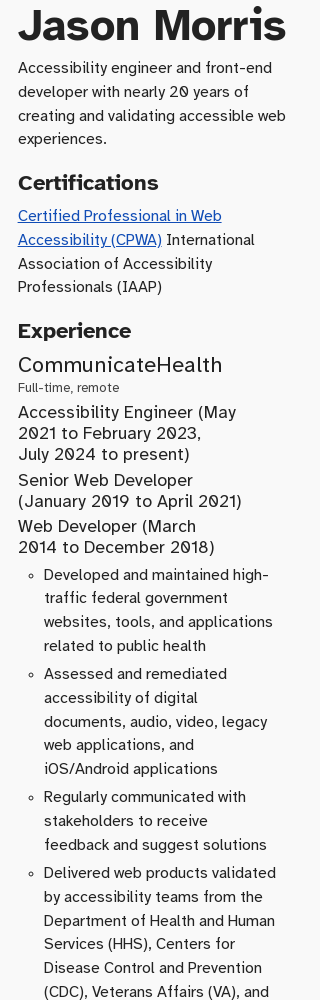 Jason Morris
Accessibility engineer and front-end
developer with nearly 20 years of
creating and validating accessible web
experiences.
Certifications
Certified Professional in Web
Accessibility (CPWA) International
Association of Accessibility
Professionals (IAAP)
Experience
CommunicateHealth
Full-time, remote
Accessibility Engineer (May
2021 to February 2023,
July 2024 to present)
Senior Web Developer
(January 2019 to April 2021)
Web Developer (March
2014 to December 2018)
Developed and maintained high-
traffic federal government
websites, tools, and applications
related to public health
Assessed and remediated
accessibility of digital
documents, audio, video, legacy
web applications, and
iOS/Android applications
Regularly communicated with
stakeholders to receive
feedback and suggest solutions
Delivered web products validated
by accessibility teams from the
Department of Health and Human
Services (HHS), Centers for
Disease Control and Prevention
(CDC), Veterans Affairs (VA), and